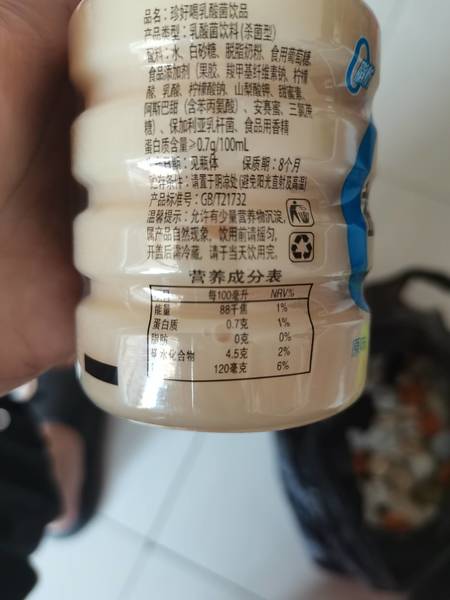 品名：珍好喝乳酸菌饮品
产品类型：乳酸菌饮料(杀菌型)
配料：水、白砂糖、脱脂奶粉、食用葡萄糖、
食品添加剂（果胶、羧甲基纤维素钠、柠檬
酸、乳酸、柠檬酸钠、山梨酸钾、甜蜜素、
阿斯巴甜（含苯丙氨酸）、安赛蜜、三氯蔗
糖）、保加利亚乳杆菌、食品用香精
蛋白质含量≥0.7g/100mL
日期：见瓶体 保质期：8个月
贮存条件：请置于阴凉处(避免阳光直射及高温)
产品标准号：GB/T21732
温馨提示：允许有少量营养物沉淀，
属产品自然现象。饮用前请摇匀，
开盖后需冷藏，请于当天饮用完。
营养成分表
每100毫升 NRV%
能量 88千焦 1%
蛋白质 0.7克 1%
脂肪 0克 0%
碳水化合物 4.5克 2%
120毫克 6%